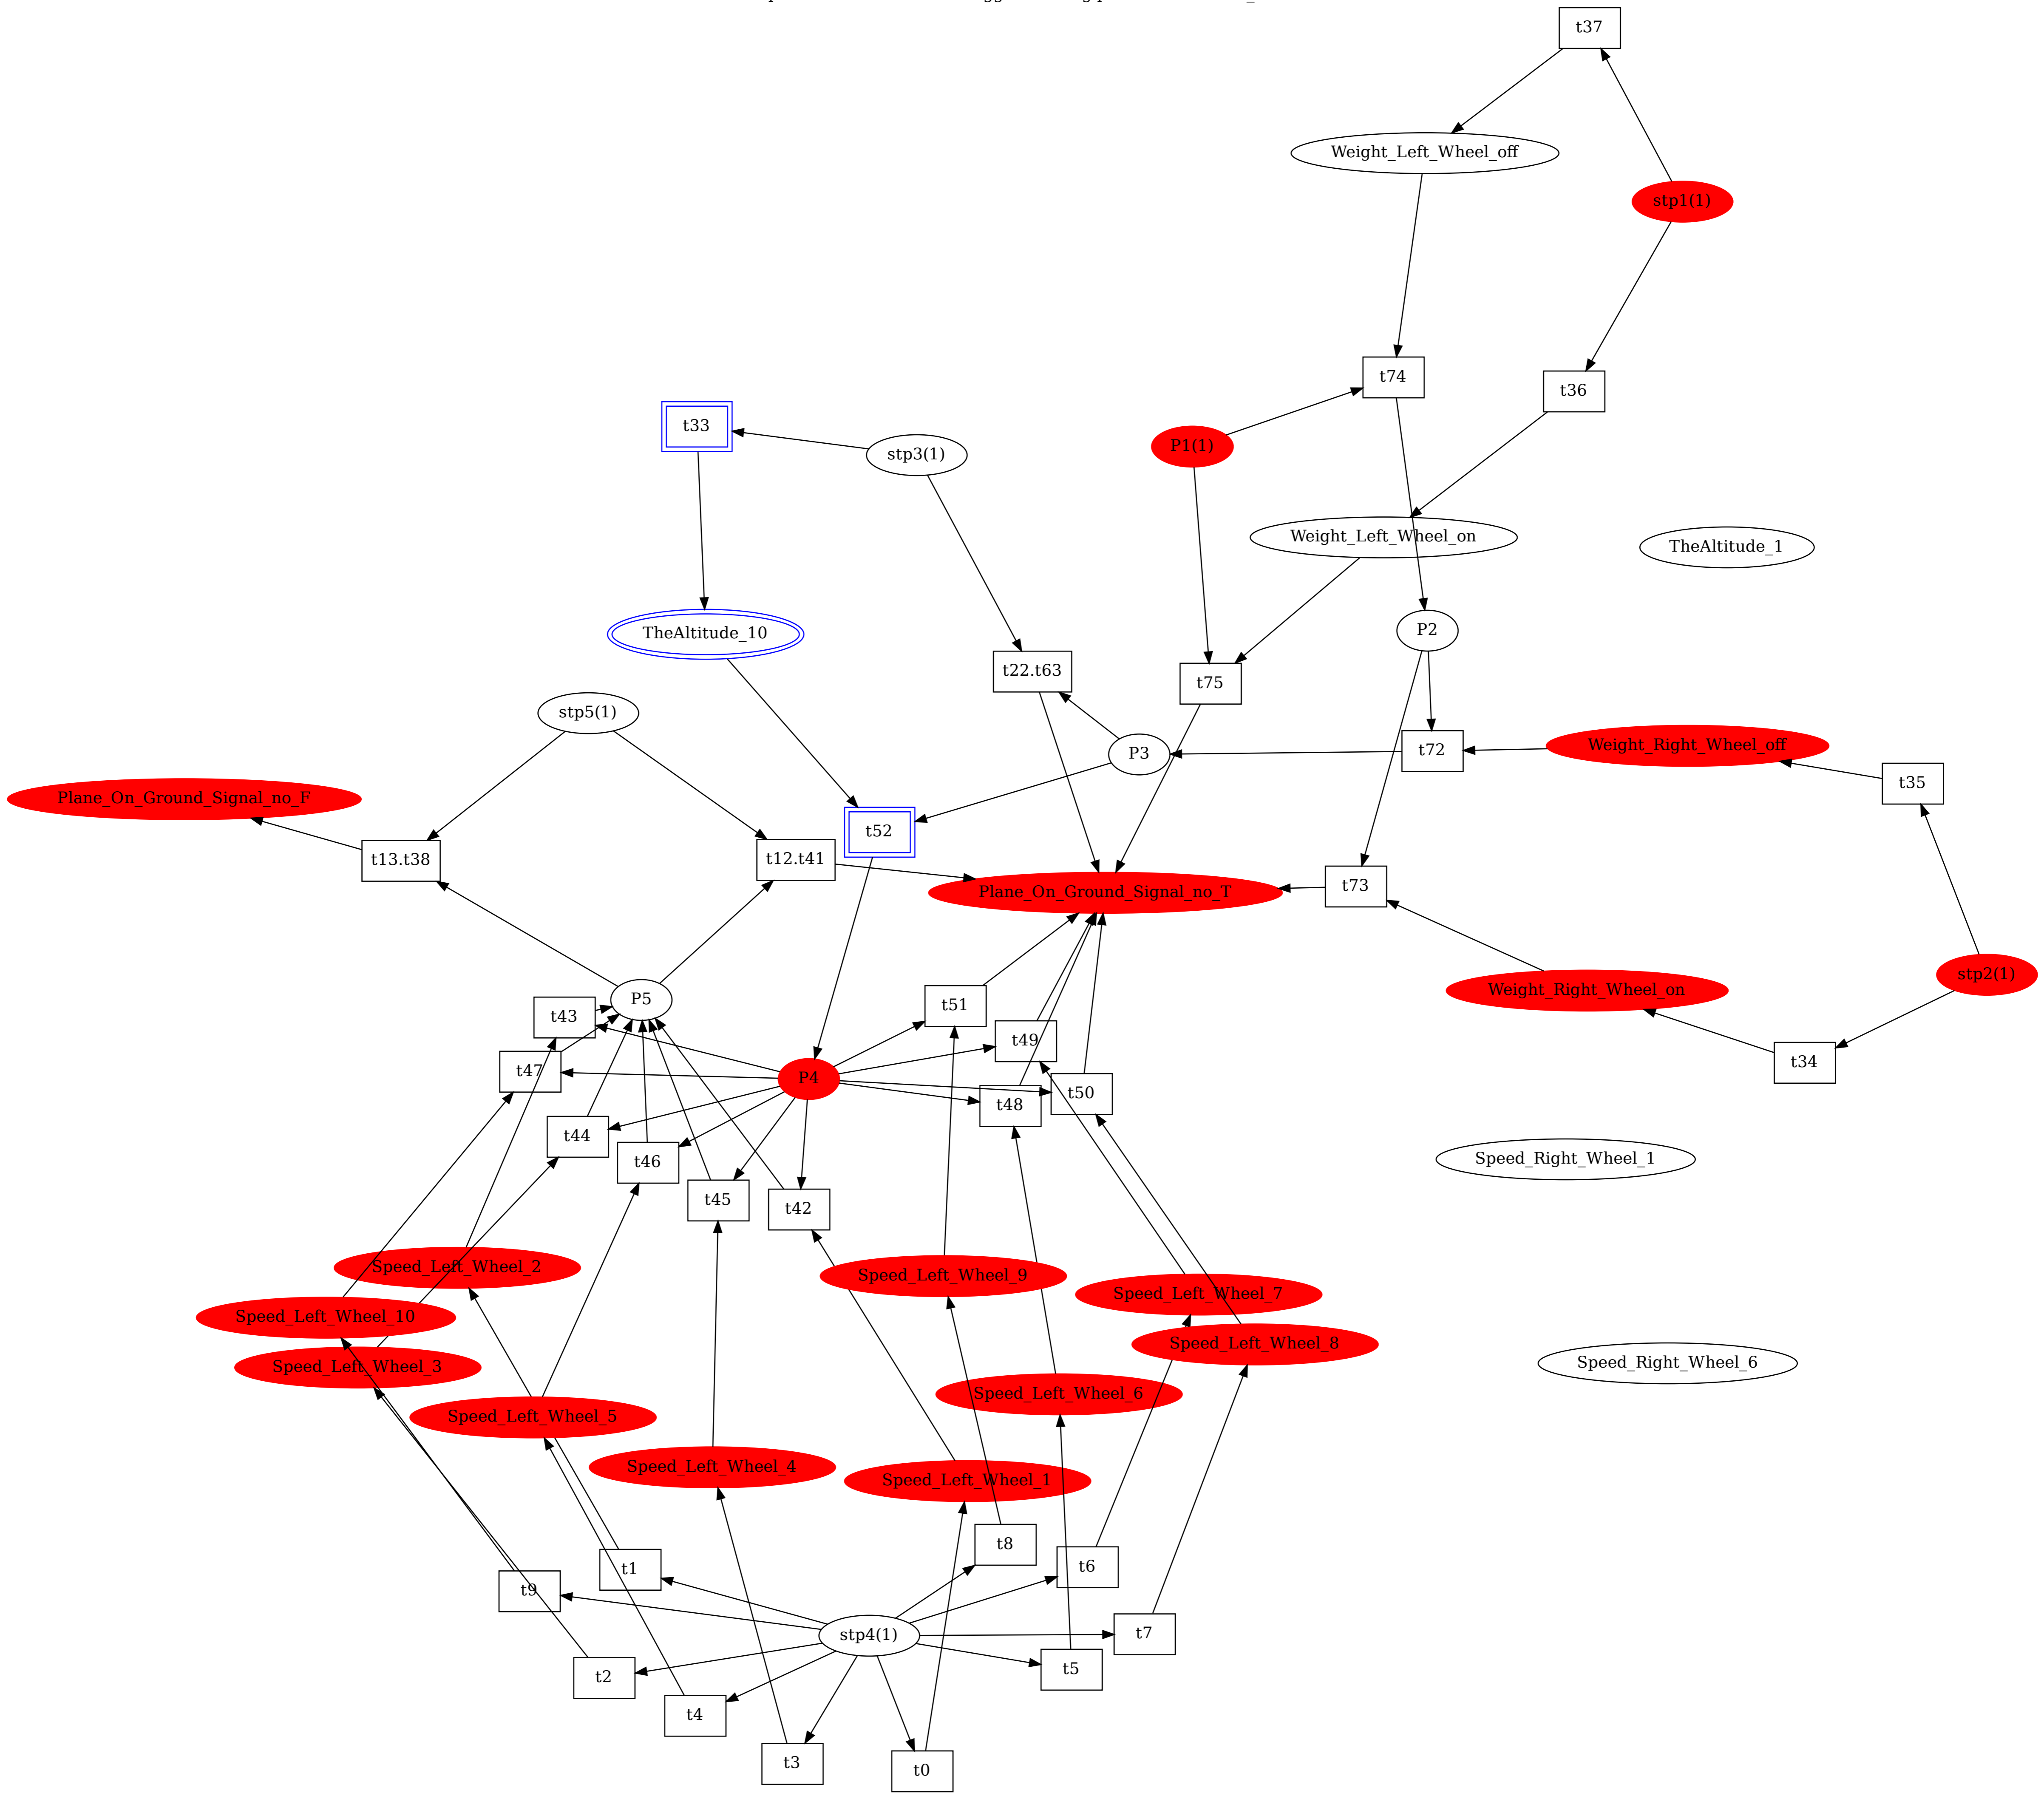 t37
Weight_Left_Wheel_off
stp1(1)
t74
t36
t33
stp3(1)
P1(1)
Weight_Left_Wheel_on
TheAltitude_1
TheAltitude_10
P2
t22.t63
t75
stp5(1)
P3
t72
Weight_Right_Wheel_off
t35
Plane_On_Ground_Signal_no_F
t13.t38
t12.t41
t52
Plane_On_Ground_Signal_no_T
t73
stp2(1)
Weight_Right_Wheel_on
P5
t51
t43
t49
t34
t47
P4
t50
t48
t44
t46
Speed_Right_Wheel_1
t45
t42
Speed_Left_Wheel_2
Speed_Left_Wheel_9
Speed_Left_Wheel_7
Speed_Left_Wheel_10
Speed_Left_Wheel_8
Speed_Left_Wheel_3
Speed_Right_Wheel_6
Speed_Left_Wheel_6
Speed_Left_Wheel_5
Speed_Left_Wheel_4
Speed_Left_Wheel_1
t8
t1
t6
t9
stp4(1)
t7
t2
t5
t4
t3
t0